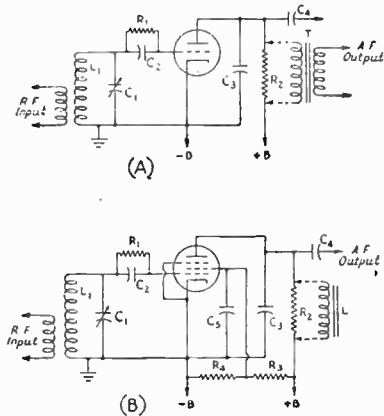 R1
C4
T
A F
Output
L1
C2
C3
R2
C1
R F
Input
-B
+B
(A)
R1
C4
A F
Output
L1
C2
C5
C3
R2
L
C1
R F
Input
R4
R3
-B
+B
(B)